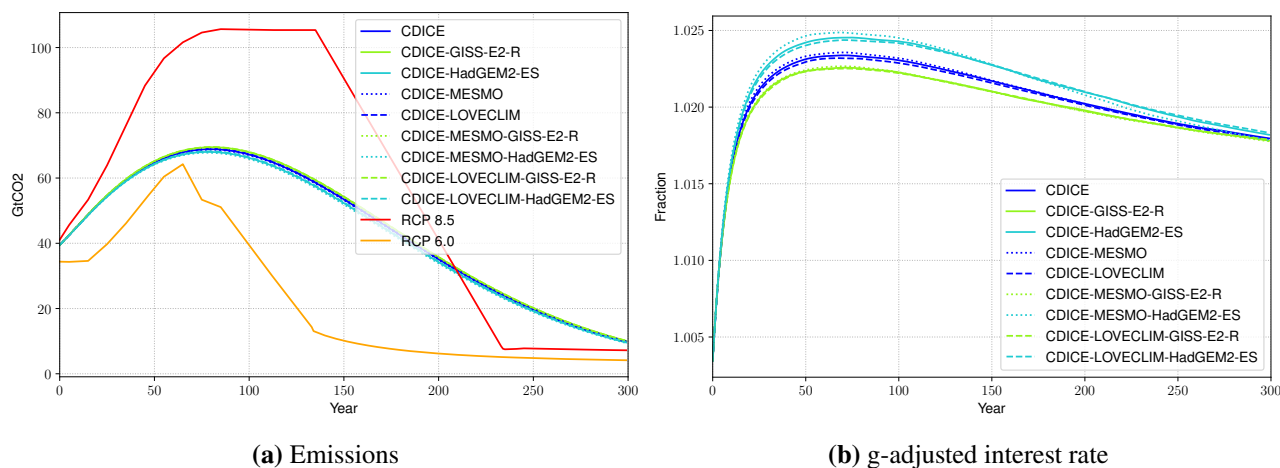 100
80
60
40
20
0
GtCO2
0 50 100 150 200 250 300
Year
CDICE
CDICE-GISS-E2-R
CDICE-HadGEM2-ES
CDICE-MESMO
CDICE-LOVECLIM
CDICE-MESMO-GISS-E2-R
CDICE-MESMO-HadGEM2-ES
CDICE-LOVECLIM-GISS-E2-R
CDICE-LOVECLIM-HadGEM2-ES
RCP 8.5
RCP 6.0
(a) Emissions
1.025
1.020
1.015
1.010
1.005
Fraction
0 50 100 150 200 250 300
Year
CDICE
CDICE-GISS-E2-R
CDICE-HadGEM2-ES
CDICE-MESMO
CDICE-LOVECLIM
CDICE-MESMO-GISS-E2-R
CDICE-MESMO-HadGEM2-ES
CDICE-LOVECLIM-GISS-E2-R
CDICE-LOVECLIM-HadGEM2-ES
(b) g-adjusted interest rate